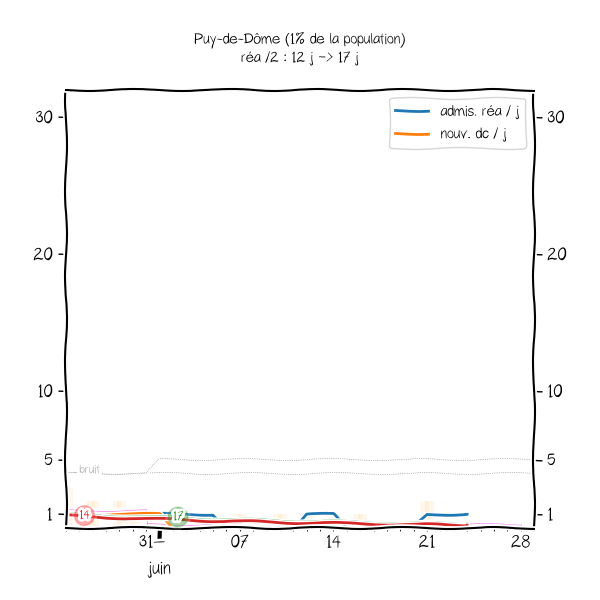 Puy-de-Dôme (1% de la population)
réa /2 : 12 j -> 17 j
admis. réa / j
nouv. dc / j
30 30
20 20
10 10
5 5
bruit
1 14 17 1
31 07 14 21 28
juin